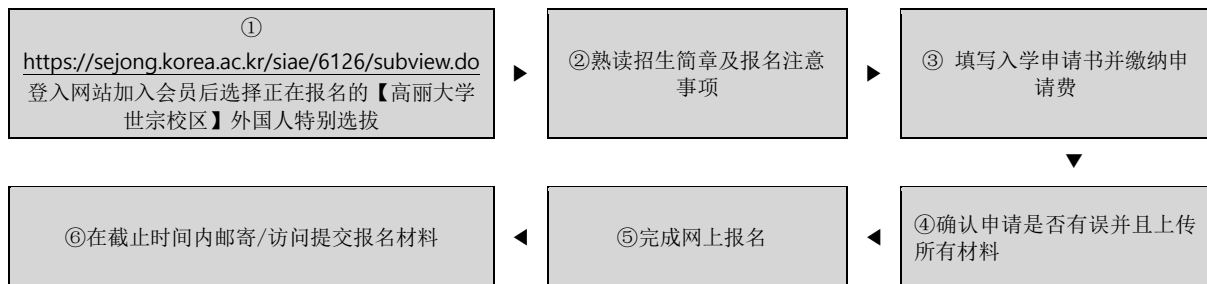 ①
https://sejong.korea.ac.kr/siae/6126/subview.do
登入网站加入会员后选择正在报名的【高丽大学
世宗校区】外国人特别选拔
▶
②熟读招生简章及报名注意
事项
▶
③ 填写入学申请书并缴纳申
请费
▼
④确认申请是否有误并且上传
所有材料
◀
⑤完成网上报名
◀
⑥在截止时间内邮寄/访问提交报名材料